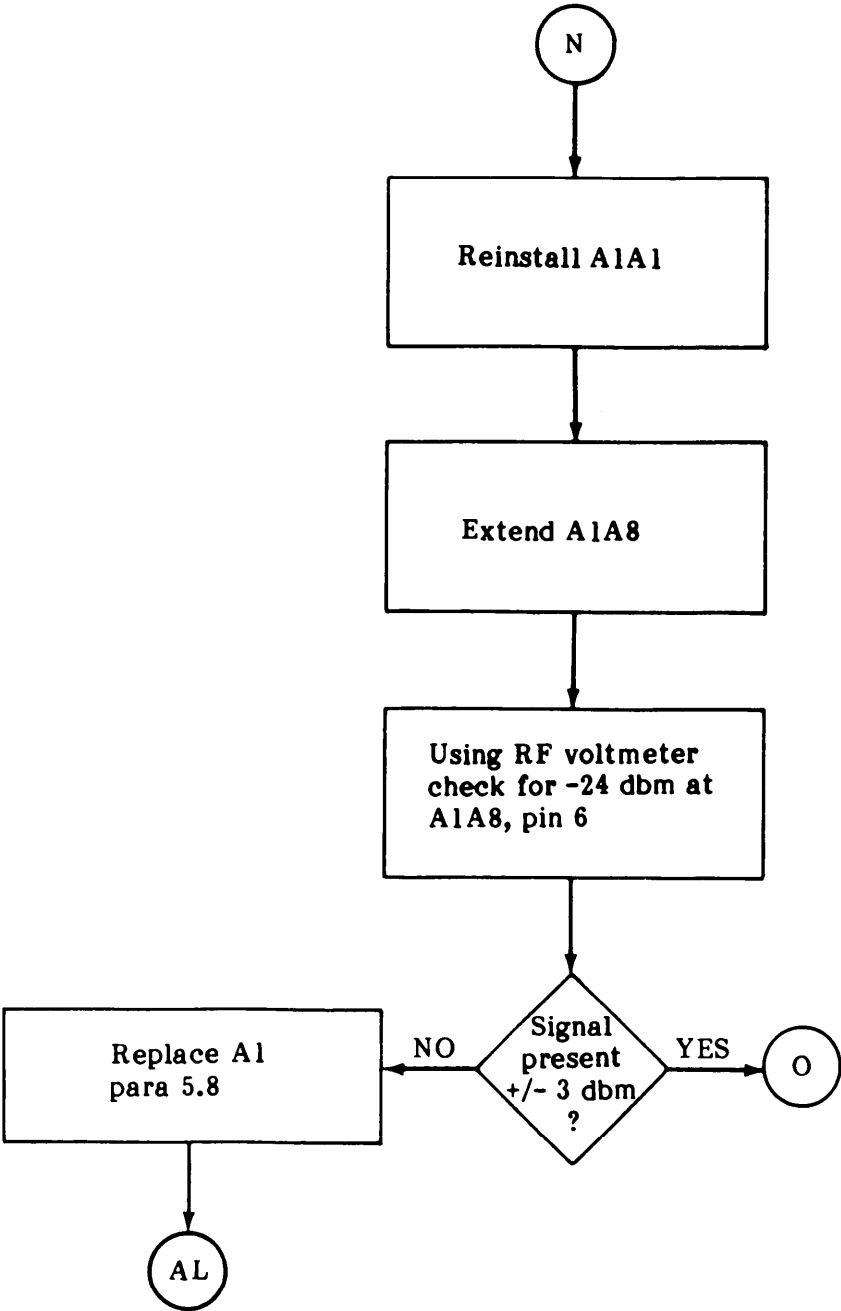 N
Reinstall A1A1
Extend A1A8
Using RF voltmeter
check for -24 dbm at
A1A8, pin 6
Signal
present
+/- 3 dbm
?
NO
YES
O
Replace A1
para 5.8
AL